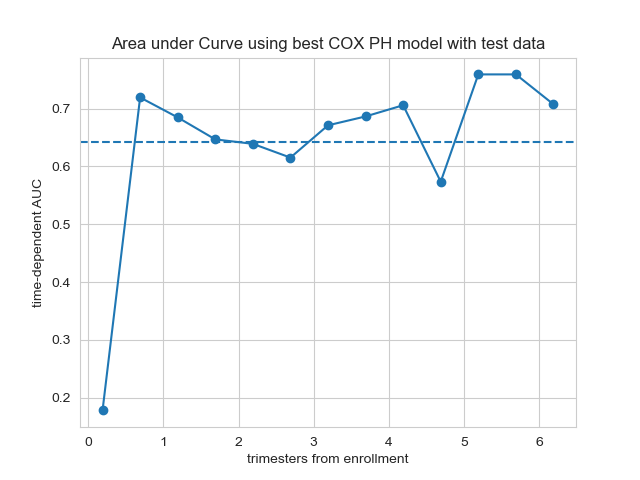 Area under Curve using best COX PH model with test data
time-dependent AUC
0.7
0.6
0.5
0.4
0.3
0.2
0 1 2 3 4 5 6
trimesters from enrollment